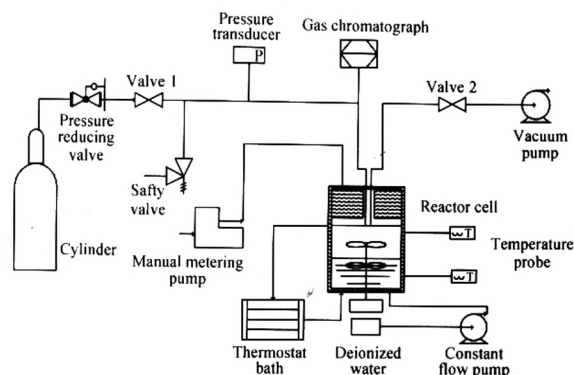 Pressure
transducer
P
Gas chromatograph
Valve 1
Valve 2
Pressure
reducing
valve
Vacuum
pump
Safty
valve
Reactor cell
Cylinder
Manual metering
pump
T
Temperature
probe
T
Thermostat
bath
Deionized
water
Constant
flow pump